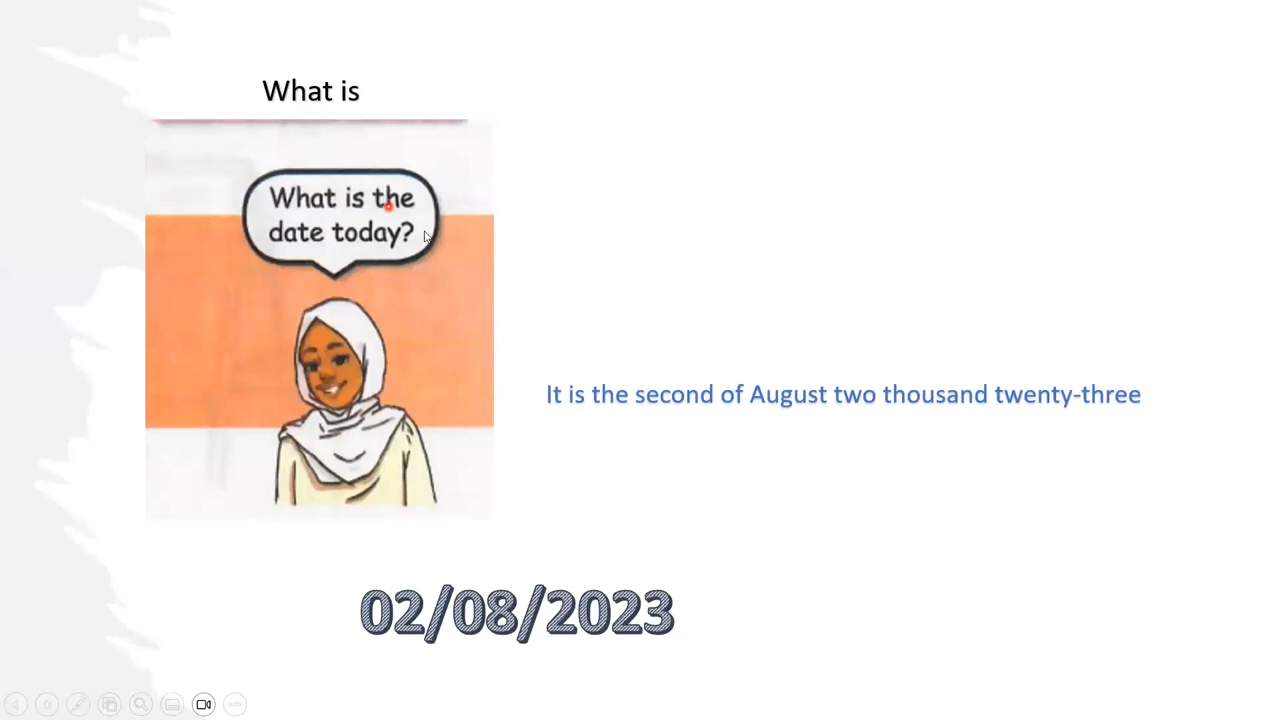 What is
What is the
date today?
It is the second of August two thousand twenty-three
02/08/2023